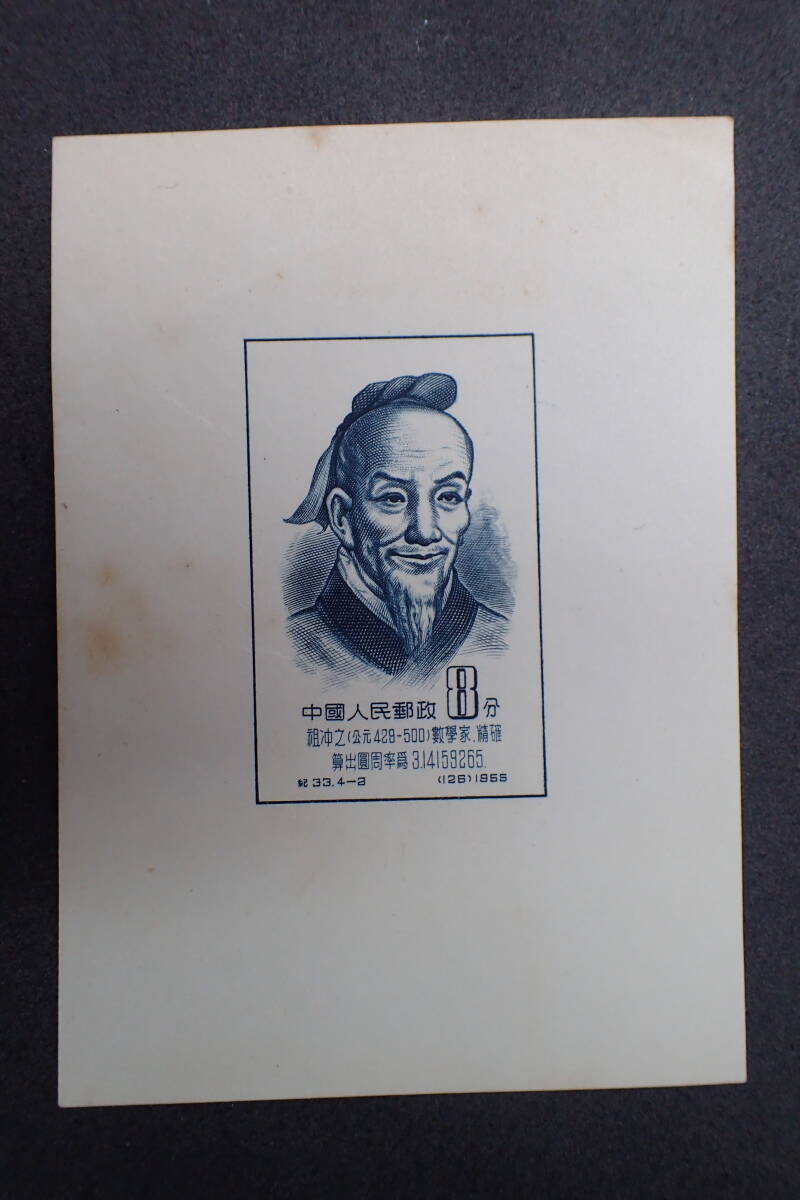 中國人民郵政 8分
祖冲之(公元429-500)數學家.精確
算出圓周率爲3.14159265.
紀33.4-2 (126)1955